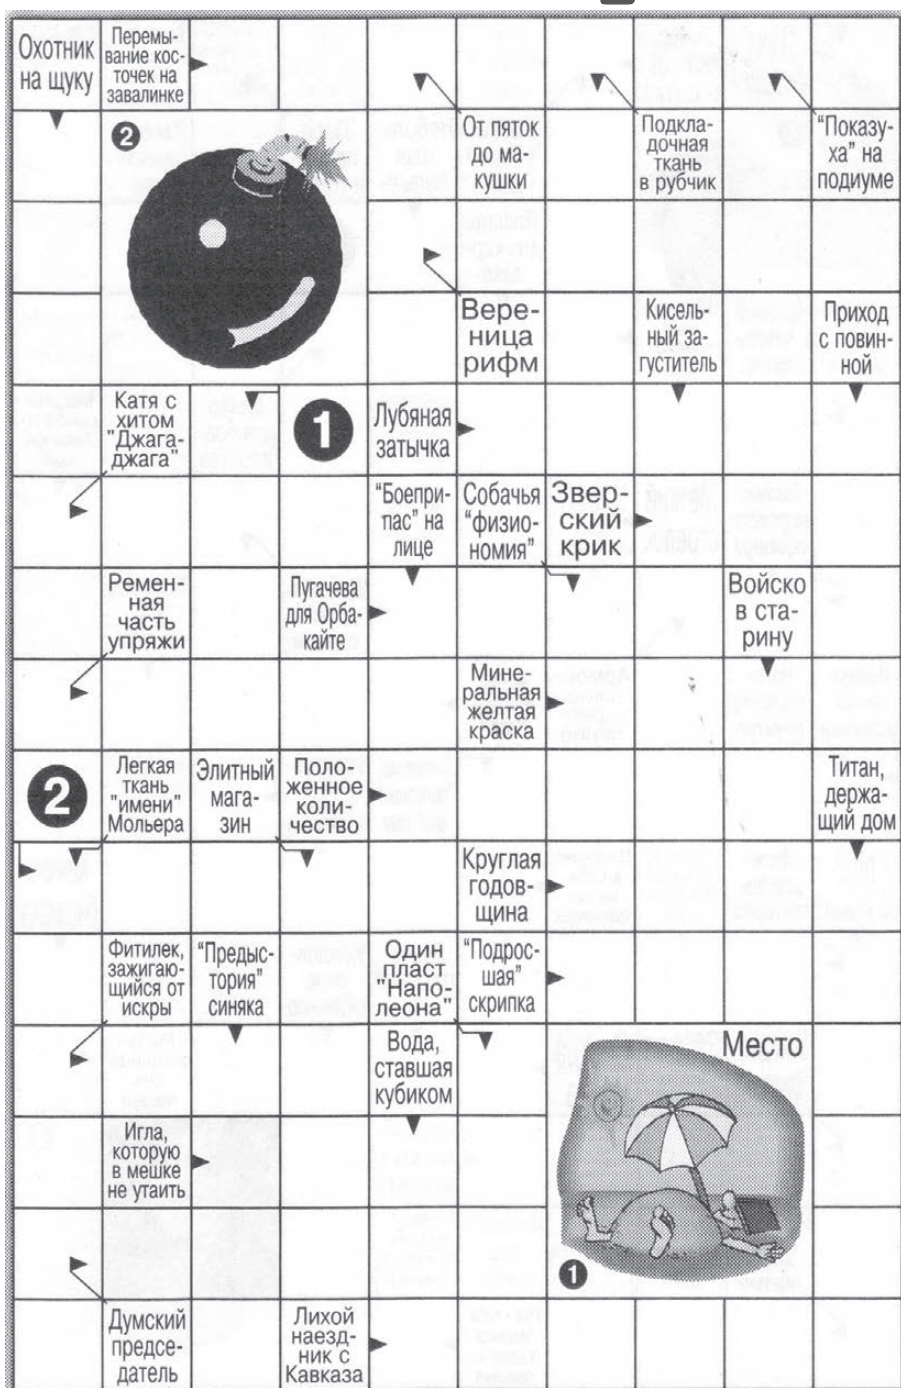 Охотник
на щуку
Перемы-
вание кос-
точек на
завалинке
2
От пяток
до ма-
кушки
Подкла-
дочная
ткань
в рубчик
"Показу-
ха" на
подиуме
Вере-
ница
рифм
Кисель-
ный за-
густитель
Приход
с повин-
ной
Катя с
хитом
"Джага-
джага"
1
Лубяная
затычка
"Боепри-
пас" на
лице
Собачья
"физио-
номия"
Звер-
ский
крик
Ремен-
ная
часть
упряжи
Пугачева
для Орба-
кайте
Войско
в ста-
рину
Мине-
ральная
желтая
краска
2
Легкая
ткань
"имени"
Мольера
Элитный
мага-
зин
Поло-
женное
коли-
чество
Титан,
держа-
щий дом
Круглая
годов-
щина
Фитилек,
зажигаю-
щийся от
искры
"Предыс-
тория"
синяка
Один
пласт
"Напо-
леона"
"Подрос-
шая"
скрипка
Вода,
ставшая
кубиком
Место
Игла,
которую
в мешке
не утаить
1
Думский
предсе-
датель
Лихой
наезд-
ник с
Кавказа